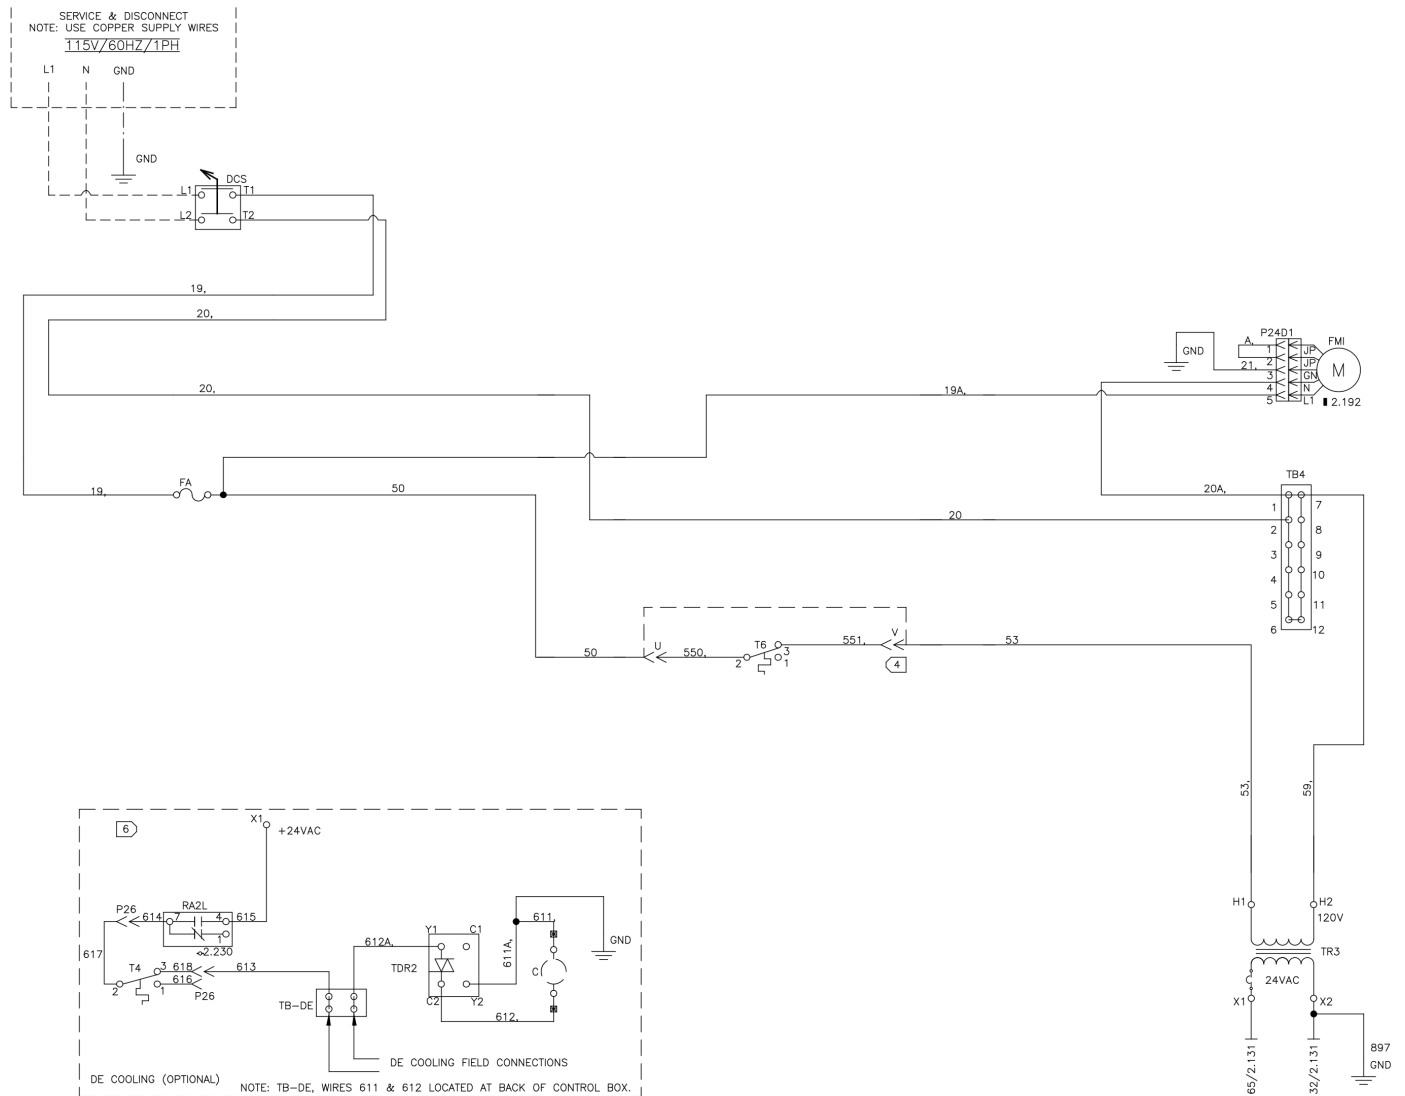 SERVICE & DISCONNECT
NOTE: USE COPPER SUPPLY WIRES
115V/60HZ/1PH
L1 N GND
GND
DCS
L1 T1
L2 T2
19,
20,
P24D1 FMI
A,
GND
1 JP
21, 2 JP
M
3 GN
20, 19A, 4 N
5 L1 2.192
FA
19, 50
TB4
20A,
1 7
20
2 8
3 9
4 10
5 11
6 12
U T6 551, V 53
50 550, 2 3
1
4
53, 59,
6
X1
+24VAC
H1 H2
120V
P26 RA2L
614 7 4 615
1
2.230
617
T4 3 618 613
2 616
1 P26
612A,
Y1 C1
TDR2
C2 Y2
611A,
611,
GND
C
612,
TB-DE
TR3
24VAC
X1 X2
DE COOLING FIELD CONNECTIONS
DE COOLING (OPTIONAL)
NOTE: TB-DE, WIRES 611 & 612 LOCATED AT BACK OF CONTROL BOX.
65/2.131 32/2.131
897
GND